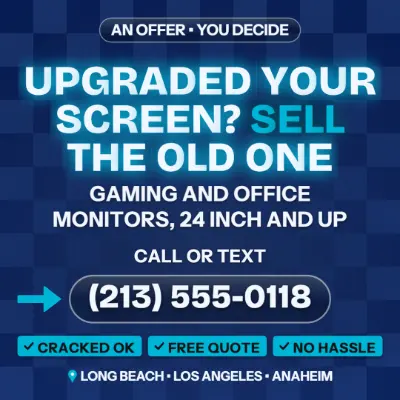 AN OFFER • YOU DECIDE
UPGRADED YOUR
SCREEN? SELL
THE OLD ONE
GAMING AND OFFICE
MONITORS, 24 INCH AND UP
CALL OR TEXT
(213) 555-0118
✓ CRACKED OK ✓ FREE QUOTE ✓ NO HASSLE
LONG BEACH • LOS ANGELES • ANAHEIM